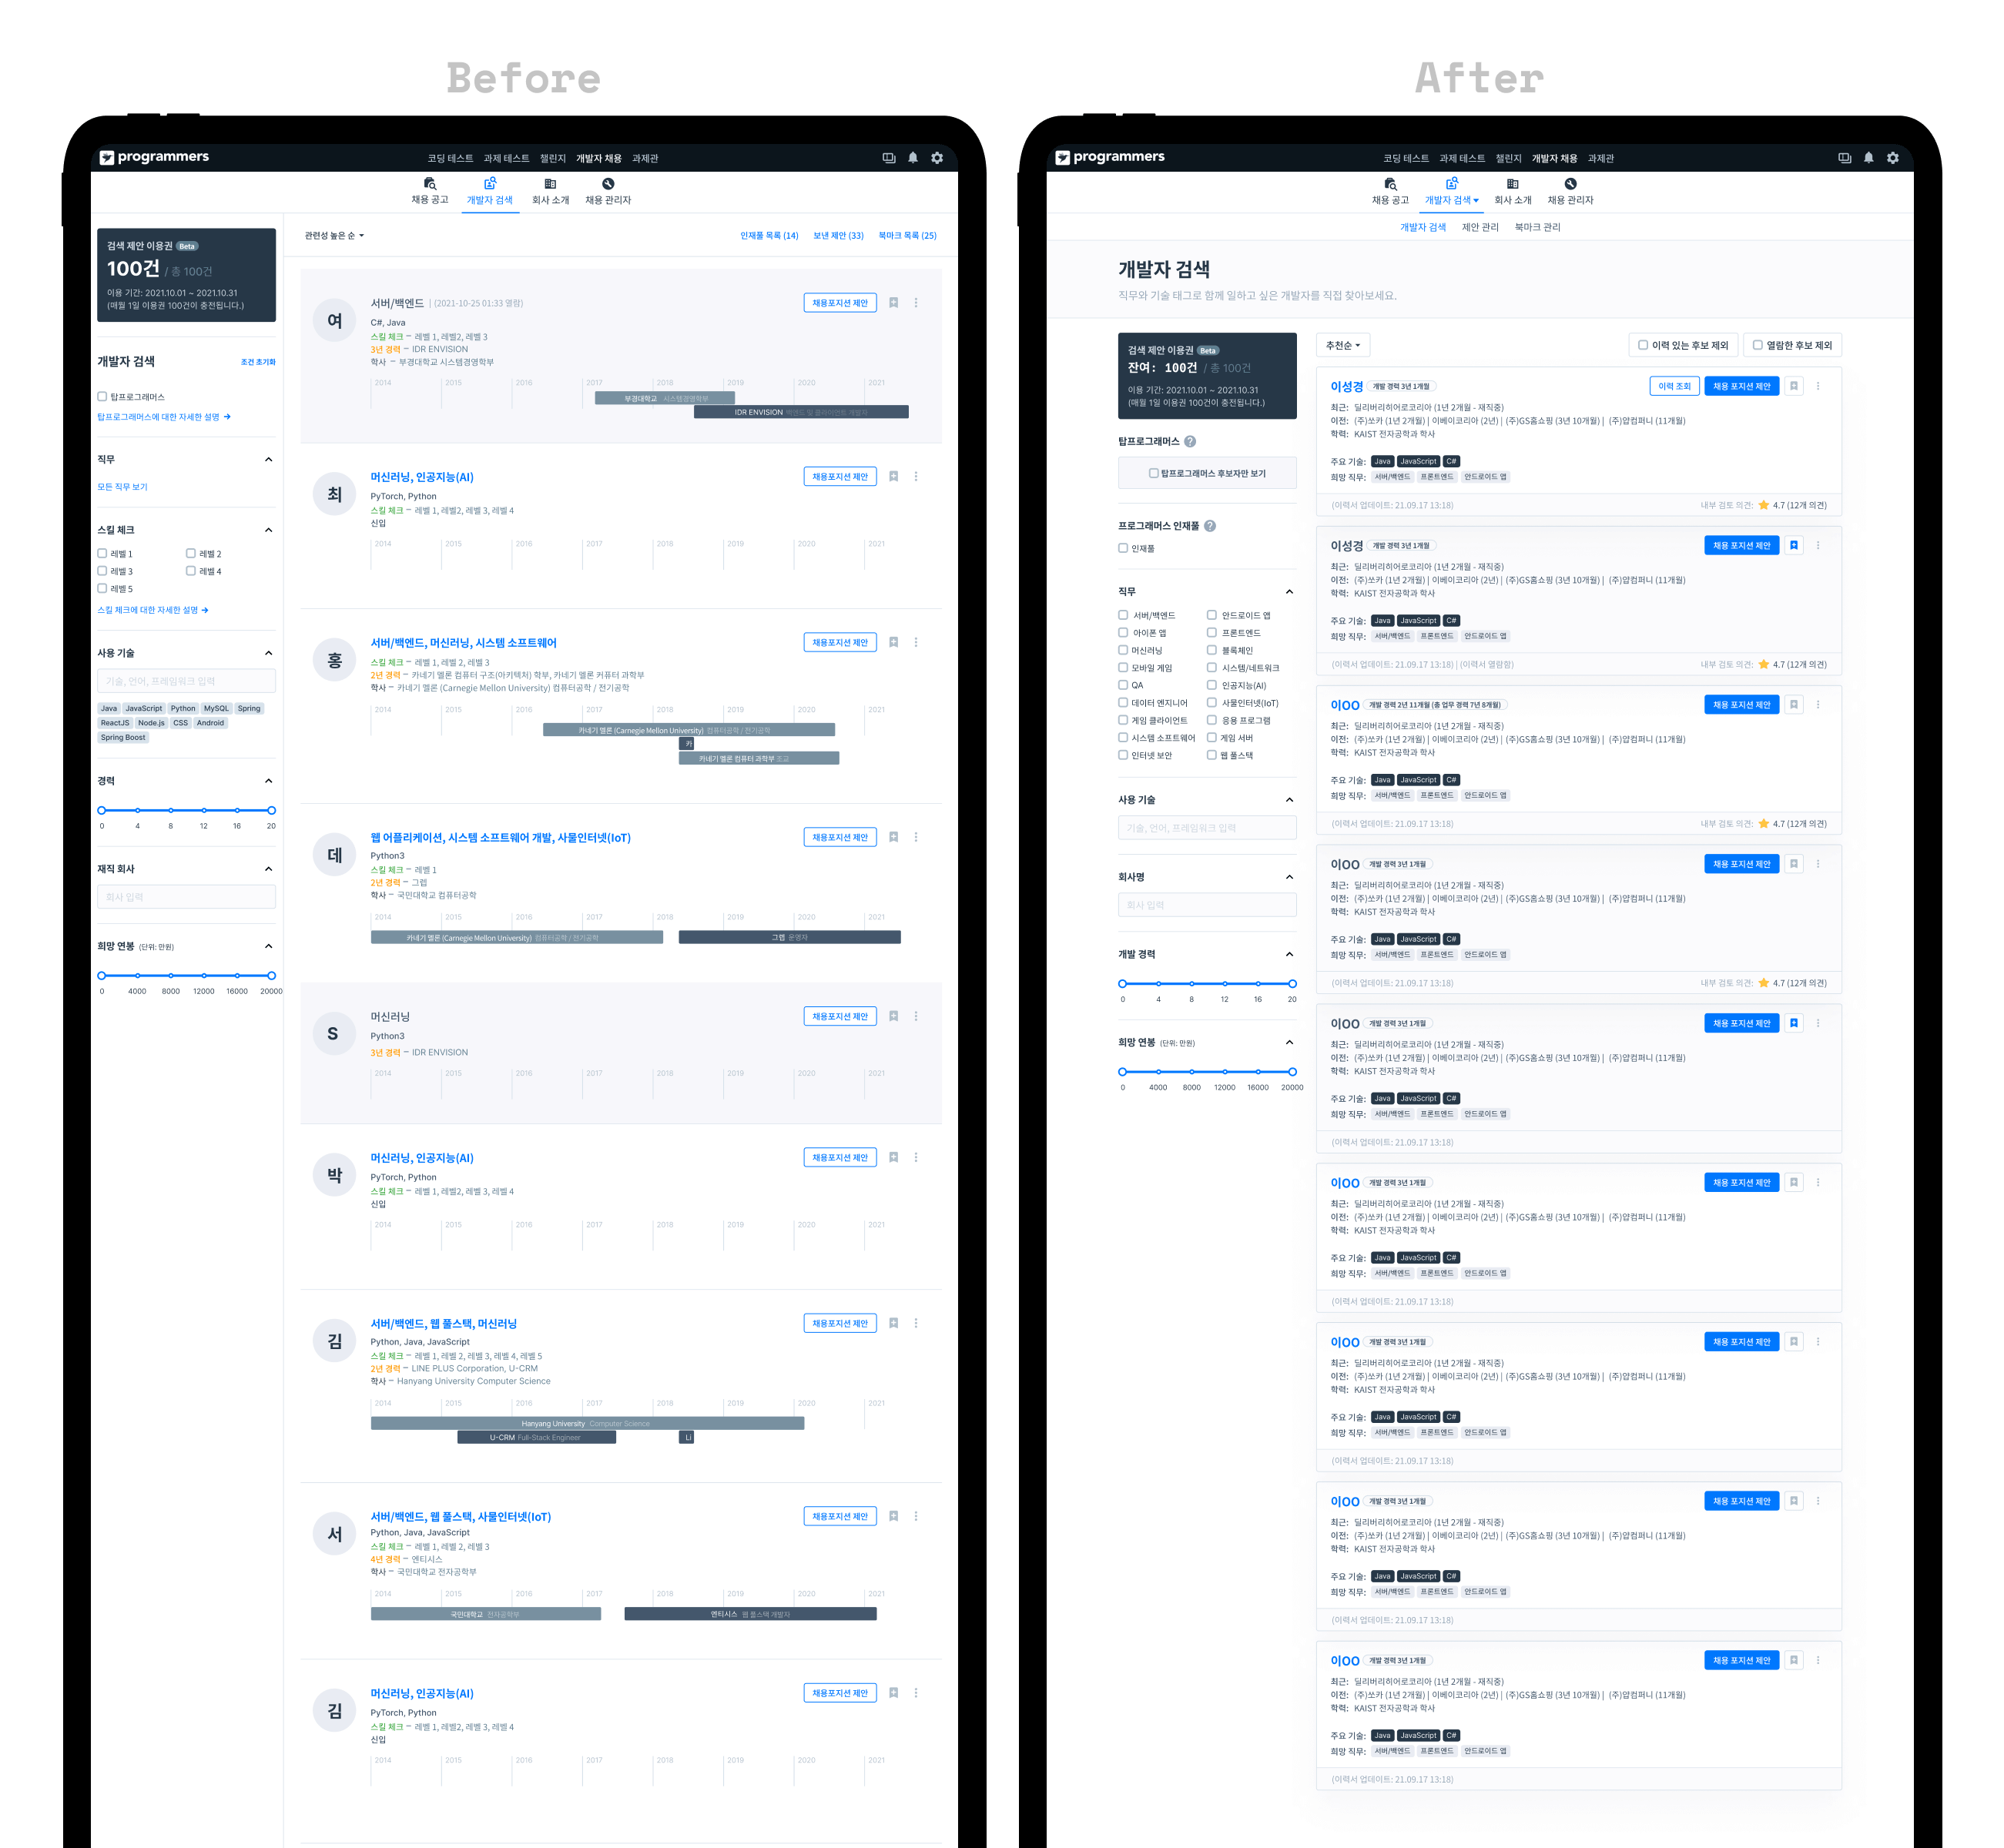 Before
programmers
코딩 테스트 과제 테스트 챌린지 개발자 채용 과제관
채용 공고 개발자 검색 회사 소개 채용 관리자
검색 제안 이용권 Beta
100건 / 총 100건
이용 기간: 2021.10.01 ~ 2021.10.31
(매월 1일 이용권 100건이 충전됩니다.)
개발자 검색 조건 초기화
탑프로그래머스
탑프로그래머스에 대한 자세한 설명 →
직무
모든 직무 보기
스킬 체크
레벨 1 레벨 2
레벨 3 레벨 4
레벨 5
스킬 체크에 대한 자세한 설명 →
사용 기술
기술, 언어, 프레임워크 입력
Java JavaScript Python MySQL Spring
ReactJS Node.js CSS Android
Spring Boost
경력
0 4 8 12 16 20
재직 회사
회사 입력
희망 연봉 (단위: 만원)
0 4000 8000 12000 16000 20000
관련성 높은 순 인재풀 목록 (14) 보낸 제안 (33) 북마크 목록 (25)
여
서버/백엔드 | (2021-10-25 01:33 열람) 채용포지션 제안
C#, Java
스킬 체크 – 레벨 1, 레벨2, 레벨 3
3년 경력 – IDR ENVISION
학사 – 부경대학교 시스템경영학부
2014 2015 2016 2017 2018 2019 2020 2021
부경대학교 시스템경영학부
IDR ENVISION 백엔드 및 클라이언트 개발자
최
머신러닝, 인공지능(AI) 채용포지션 제안
PyTorch, Python
스킬 체크 – 레벨 1, 레벨2, 레벨 3, 레벨 4
신입
2014 2015 2016 2017 2018 2019 2020 2021
홍
서버/백엔드, 머신러닝, 시스템 소프트웨어 채용포지션 제안
스킬 체크 – 레벨 1, 레벨 2, 레벨 3
2년 경력 – 카네기 멜론 컴퓨터 구조(아키텍처) 학부, 카네기 멜론 커퓨터 과학부
학사 – 카네기 멜론 (Carnegie Mellon University) 컴퓨터공학 / 전기공학
2014 2015 2016 2017 2018 2019 2020 2021
카네기 멜론 (Carnegie Mellon University) 컴퓨터공학 / 전기공학
카
카네기 멜론 컴퓨터 과학부 조교
데
웹 어플리케이션, 시스템 소프트웨어 개발, 사물인터넷(IoT) 채용포지션 제안
Python3
스킬 체크 – 레벨 1
2년 경력 – 그렙
학사 – 국민대학교 컴퓨터공학
2014 2015 2016 2017 2018 2019 2020 2021
카네기 멜론 (Carnegie Mellon University) 컴퓨터공학 / 전기공학 그렙 운영자
S
머신러닝 채용포지션 제안
Python3
3년 경력 – IDR ENVISION
2014 2015 2016 2017 2018 2019 2020 2021
박
머신러닝, 인공지능(AI) 채용포지션 제안
PyTorch, Python
스킬 체크 – 레벨 1, 레벨2, 레벨 3, 레벨 4
신입
2014 2015 2016 2017 2018 2019 2020 2021
김
서버/백엔드, 웹 풀스택, 머신러닝 채용포지션 제안
Python, Java, JavaScript
스킬 체크 – 레벨 1, 레벨 2, 레벨 3, 레벨 4, 레벨 5
2년 경력 – LINE PLUS Corporation, U-CRM
학사 – Hanyang University Computer Science
2014 2015 2016 2017 2018 2019 2020 2021
Hanyang University Computer Science
U-CRM Full-Stack Engineer Li
서
서버/백엔드, 웹 풀스택, 사물인터넷(IoT) 채용포지션 제안
Python, Java, JavaScript
스킬 체크 – 레벨 1, 레벨 2, 레벨 3
4년 경력 – 엔티시스
학사 – 국민대학교 전자공학부
2014 2015 2016 2017 2018 2019 2020 2021
국민대학교 전자공학부 엔티시스 웹 풀스택 개발자
김
머신러닝, 인공지능(AI) 채용포지션 제안
PyTorch, Python
스킬 체크 – 레벨 1, 레벨2, 레벨 3, 레벨 4
신입
2014 2015 2016 2017 2018 2019 2020 2021
After
programmers
코딩 테스트 과제 테스트 챌린지 개발자 채용 과제관
채용 공고 개발자 검색 회사 소개 채용 관리자
개발자 검색 제안 관리 북마크 관리
개발자 검색
직무와 기술 태그로 함께 일하고 싶은 개발자를 직접 찾아보세요.
검색 제안 이용권 Beta
잔여: 100건 / 총 100건
이용 기간: 2021.10.01 ~ 2021.10.31
(매월 1일 이용권 100건이 충전됩니다.)
탑프로그래머스 ?
탑프로그래머스 후보자만 보기
프로그래머스 인재풀 ?
인재풀
직무
서버/백엔드 안드로이드 앱
아이폰 앱 프론트엔드
머신러닝 블록체인
모바일 게임 시스템/네트워크
QA 인공지능(AI)
데이터 엔지니어 사물인터넷(IoT)
게임 클라이언트 응용 프로그램
시스템 소프트웨어 게임 서버
인터넷 보안 웹 풀스택
사용 기술
기술, 언어, 프레임워크 입력
회사명
회사 입력
개발 경력
0 4 8 12 16 20
희망 연봉 (단위: 만원)
0 4000 8000 12000 16000 20000
추천순 이력 있는 후보 제외 열람한 후보 제외
이성경 개발 경력 3년 1개월 이력 조회 채용 포지션 제안
최근: 딜리버리히어로코리아 (1년 2개월 - 재직중)
이전: (주)쏘카 (1년 2개월) | 이베이코리아 (2년) | (주)GS홈쇼핑 (3년 10개월) | (주)얍컴퍼니 (11개월)
학력: KAIST 전자공학과 학사
주요 기술: Java JavaScript C#
희망 직무: 서버/백엔드 프론트엔드 안드로이드 앱
(이력서 업데이트: 21.09.17 13:18) 내부 검토 의견: 4.7 (12개 의견)
이성경 개발 경력 3년 1개월 채용 포지션 제안
최근: 딜리버리히어로코리아 (1년 2개월 - 재직중)
이전: (주)쏘카 (1년 2개월) | 이베이코리아 (2년) | (주)GS홈쇼핑 (3년 10개월) | (주)얍컴퍼니 (11개월)
학력: KAIST 전자공학과 학사
주요 기술: Java JavaScript C#
희망 직무: 서버/백엔드 프론트엔드 안드로이드 앱
(이력서 업데이트: 21.09.17 13:18) | (이력서 열람함) 내부 검토 의견: 4.7 (12개 의견)
이OO 개발 경력 2년 11개월 (총 업무 경력 7년 8개월) 채용 포지션 제안
최근: 딜리버리히어로코리아 (1년 2개월 - 재직중)
이전: (주)쏘카 (1년 2개월) | 이베이코리아 (2년) | (주)GS홈쇼핑 (3년 10개월) | (주)얍컴퍼니 (11개월)
학력: KAIST 전자공학과 학사
주요 기술: Java JavaScript C#
희망 직무: 서버/백엔드 프론트엔드 안드로이드 앱
(이력서 업데이트: 21.09.17 13:18) 내부 검토 의견: 4.7 (12개 의견)
이OO 개발 경력 3년 1개월 채용 포지션 제안
최근: 딜리버리히어로코리아 (1년 2개월 - 재직중)
이전: (주)쏘카 (1년 2개월) | 이베이코리아 (2년) | (주)GS홈쇼핑 (3년 10개월) | (주)얍컴퍼니 (11개월)
학력: KAIST 전자공학과 학사
주요 기술: Java JavaScript C#
희망 직무: 서버/백엔드 프론트엔드 안드로이드 앱
(이력서 업데이트: 21.09.17 13:18) 내부 검토 의견: 4.7 (12개 의견)
이OO 개발 경력 3년 1개월 채용 포지션 제안
최근: 딜리버리히어로코리아 (1년 2개월 - 재직중)
이전: (주)쏘카 (1년 2개월) | 이베이코리아 (2년) | (주)GS홈쇼핑 (3년 10개월) | (주)얍컴퍼니 (11개월)
학력: KAIST 전자공학과 학사
주요 기술: Java JavaScript C#
희망 직무: 서버/백엔드 프론트엔드 안드로이드 앱
(이력서 업데이트: 21.09.17 13:18)
이OO 개발 경력 3년 1개월 채용 포지션 제안
최근: 딜리버리히어로코리아 (1년 2개월 - 재직중)
이전: (주)쏘카 (1년 2개월) | 이베이코리아 (2년) | (주)GS홈쇼핑 (3년 10개월) | (주)얍컴퍼니 (11개월)
학력: KAIST 전자공학과 학사
주요 기술: Java JavaScript C#
희망 직무: 서버/백엔드 프론트엔드 안드로이드 앱
(이력서 업데이트: 21.09.17 13:18)
이OO 개발 경력 3년 1개월 채용 포지션 제안
최근: 딜리버리히어로코리아 (1년 2개월 - 재직중)
이전: (주)쏘카 (1년 2개월) | 이베이코리아 (2년) | (주)GS홈쇼핑 (3년 10개월) | (주)얍컴퍼니 (11개월)
학력: KAIST 전자공학과 학사
주요 기술: Java JavaScript C#
희망 직무: 서버/백엔드 프론트엔드 안드로이드 앱
(이력서 업데이트: 21.09.17 13:18)
이OO 개발 경력 3년 1개월 채용 포지션 제안
최근: 딜리버리히어로코리아 (1년 2개월 - 재직중)
이전: (주)쏘카 (1년 2개월) | 이베이코리아 (2년) | (주)GS홈쇼핑 (3년 10개월) | (주)얍컴퍼니 (11개월)
학력: KAIST 전자공학과 학사
주요 기술: Java JavaScript C#
희망 직무: 서버/백엔드 프론트엔드 안드로이드 앱
(이력서 업데이트: 21.09.17 13:18)
이OO 개발 경력 3년 1개월 채용 포지션 제안
최근: 딜리버리히어로코리아 (1년 2개월 - 재직중)
이전: (주)쏘카 (1년 2개월) | 이베이코리아 (2년) | (주)GS홈쇼핑 (3년 10개월) | (주)얍컴퍼니 (11개월)
학력: KAIST 전자공학과 학사
주요 기술: Java JavaScript C#
희망 직무: 서버/백엔드 프론트엔드 안드로이드 앱
(이력서 업데이트: 21.09.17 13:18)